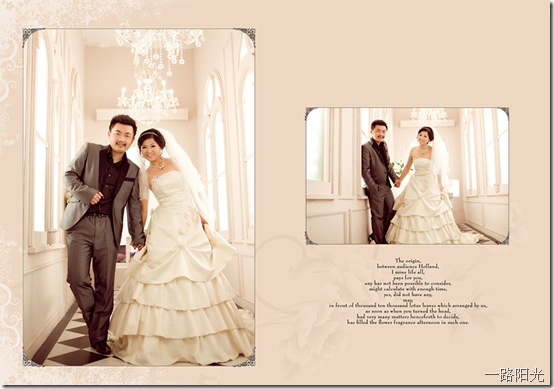 The origin,
between audience Holland,
I mine life all,
pays for you,
any has not been possible to consider,
might calculate with enough time,
yes, did not have any,
may,
in front of thousand ton thousand lotus leaves which arranged by us,
as soon as when you turned the head,
had very many matters henceforth to decide,
has filled the flower fragrance afternoon in each one.
一路阳光